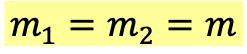 m₁ = m₂ = m